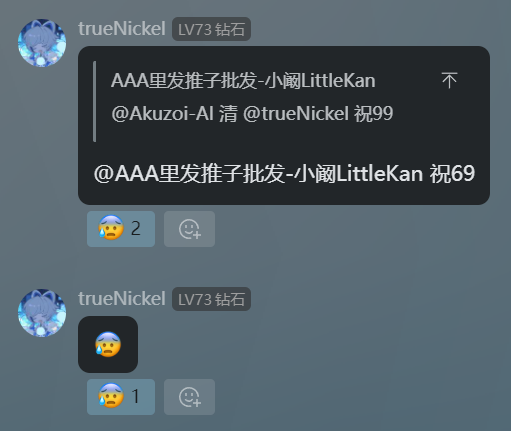 trueNickel LV73 钻石
AAA里发推子批发-小阚LittleKan
@Akuzoi-AI 清 @trueNickel 祝99
@AAA里发推子批发-小阚LittleKan 祝69
😰 2
trueNickel LV73 钻石
😰
😰 1